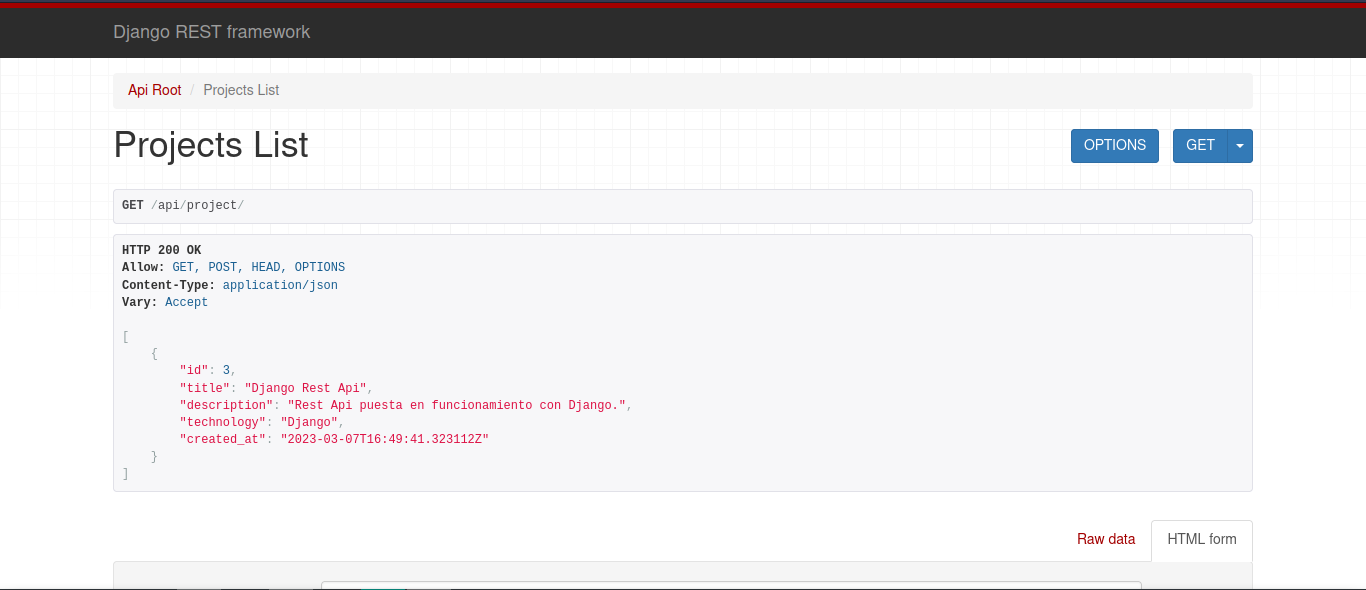 Django REST framework
Api Root / Projects List
Projects List
OPTIONS
GET
GET /api/project/
HTTP 200 OK
Allow: GET, POST, HEAD, OPTIONS
Content-Type: application/json
Vary: Accept
[
    {
        "id": 3,
        "title": "Django Rest Api",
        "description": "Rest Api puesta en funcionamiento con Django.",
        "technology": "Django",
        "created_at": "2023-03-07T16:49:41.323112Z"
    }
]
Raw data
HTML form